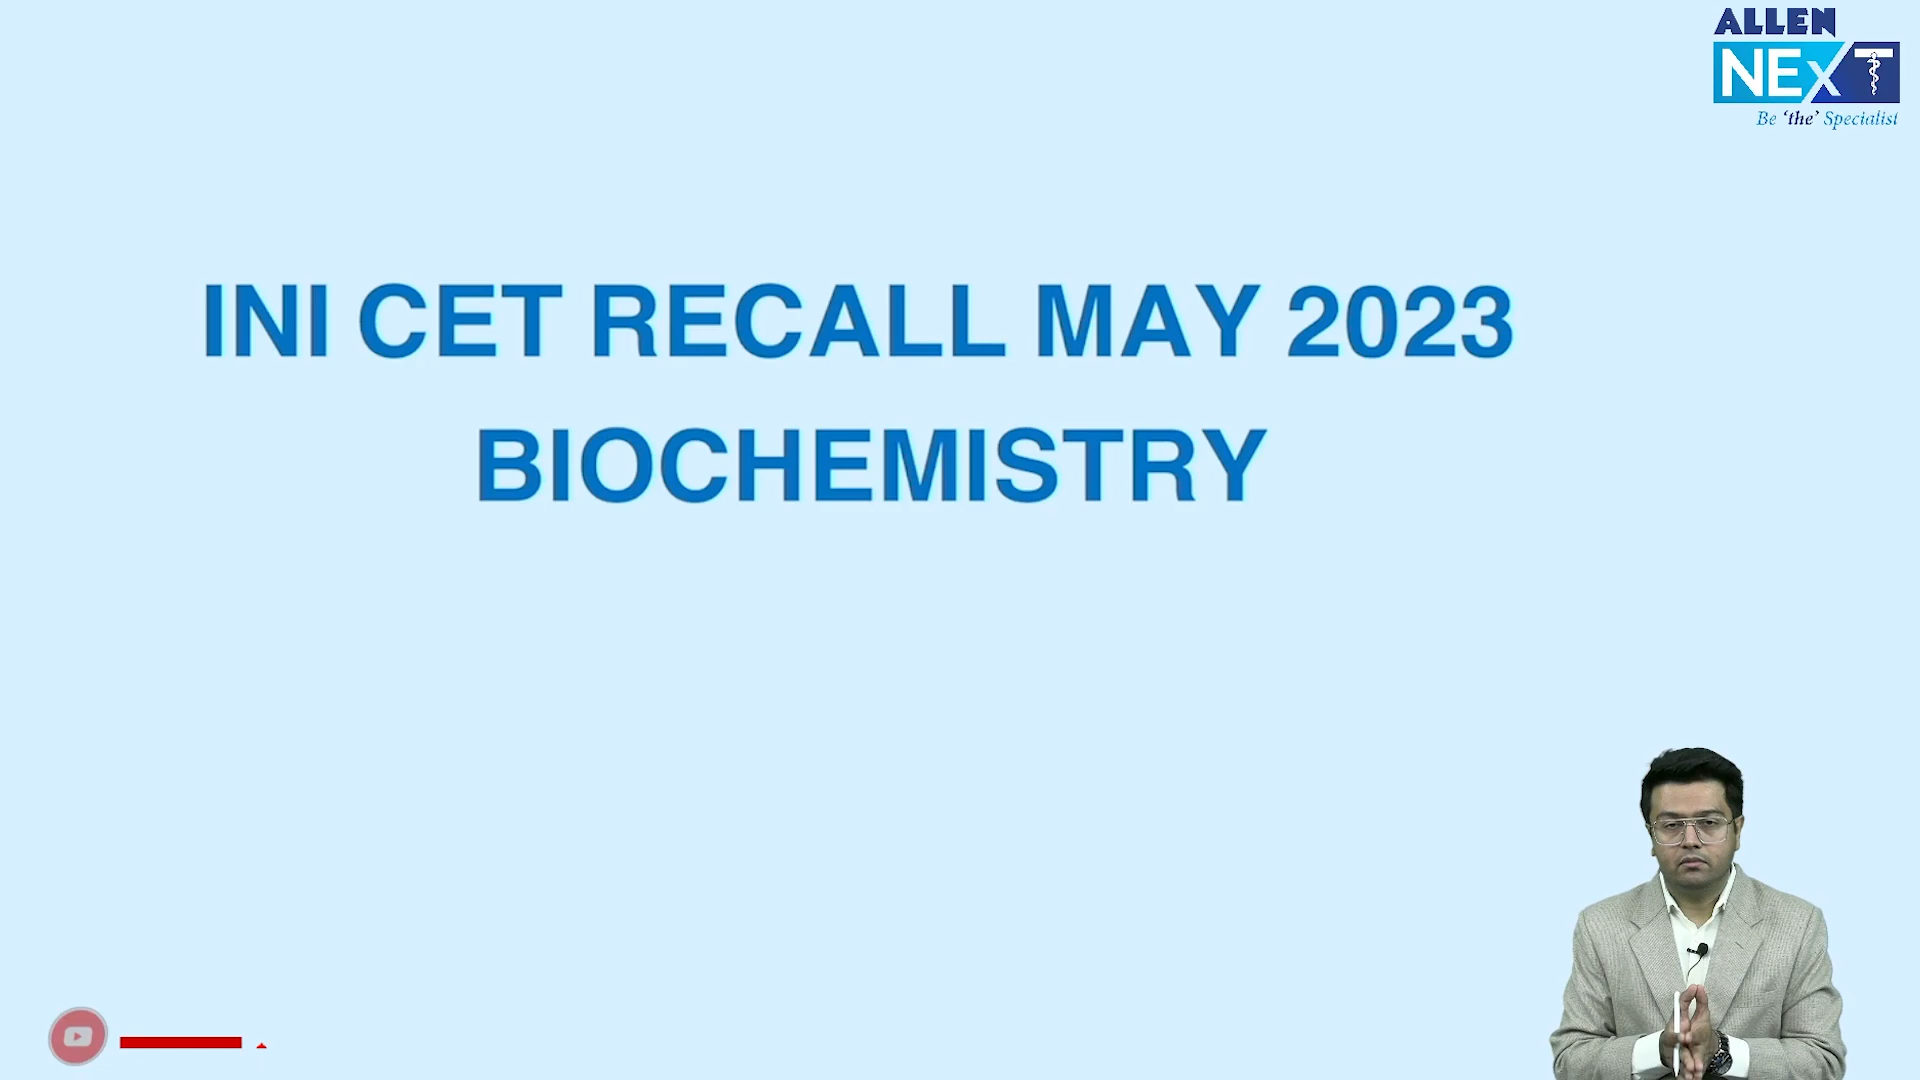 ALLEN
NExT
Be 'the' Specialist
INI CET RECALL MAY 2023
BIOCHEMISTRY